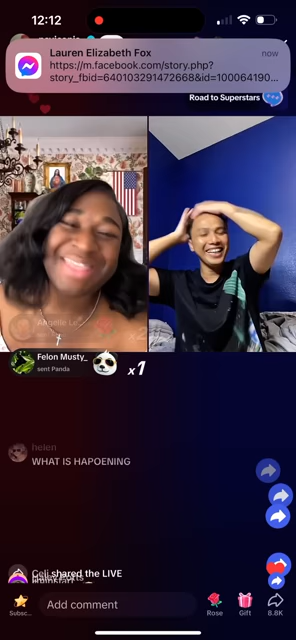 12:12
Lauren Elizabeth Fox
now
https://m.facebook.com/story.php?
story_fbid=640103291472668&id=100064190...
Road to Superstars
Felon Musty_
sent Panda
x1
helen
WHAT IS HAPOENING
Celi shared the LIVE
Subsc...
Add comment
Rose
Gift
8.8K